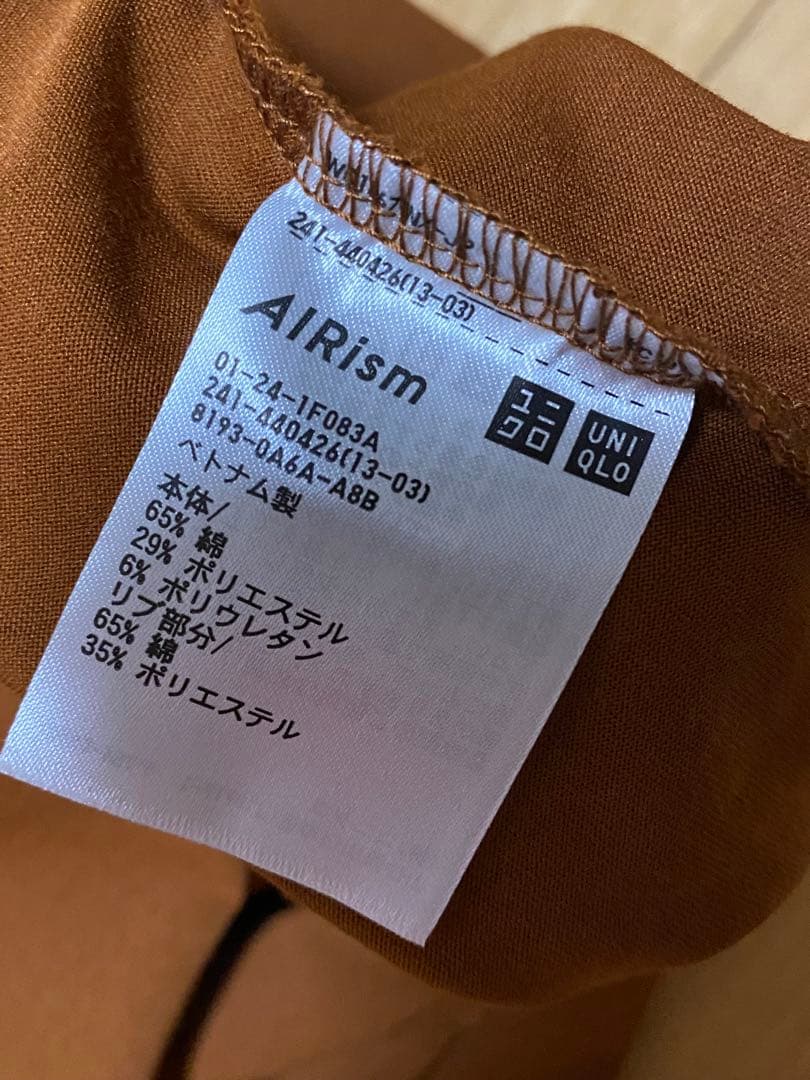 241-440426(13-03)
AIRism
ユニ
クロ
UNI
QLO
01-24-1F083A
241-440426(13-03)
8193-0A6A-A8B
ベトナム製
本体/
65% 綿
29% ポリエステル
6% ポリウレタン
リブ部分/
65% 綿
35% ポリエステル